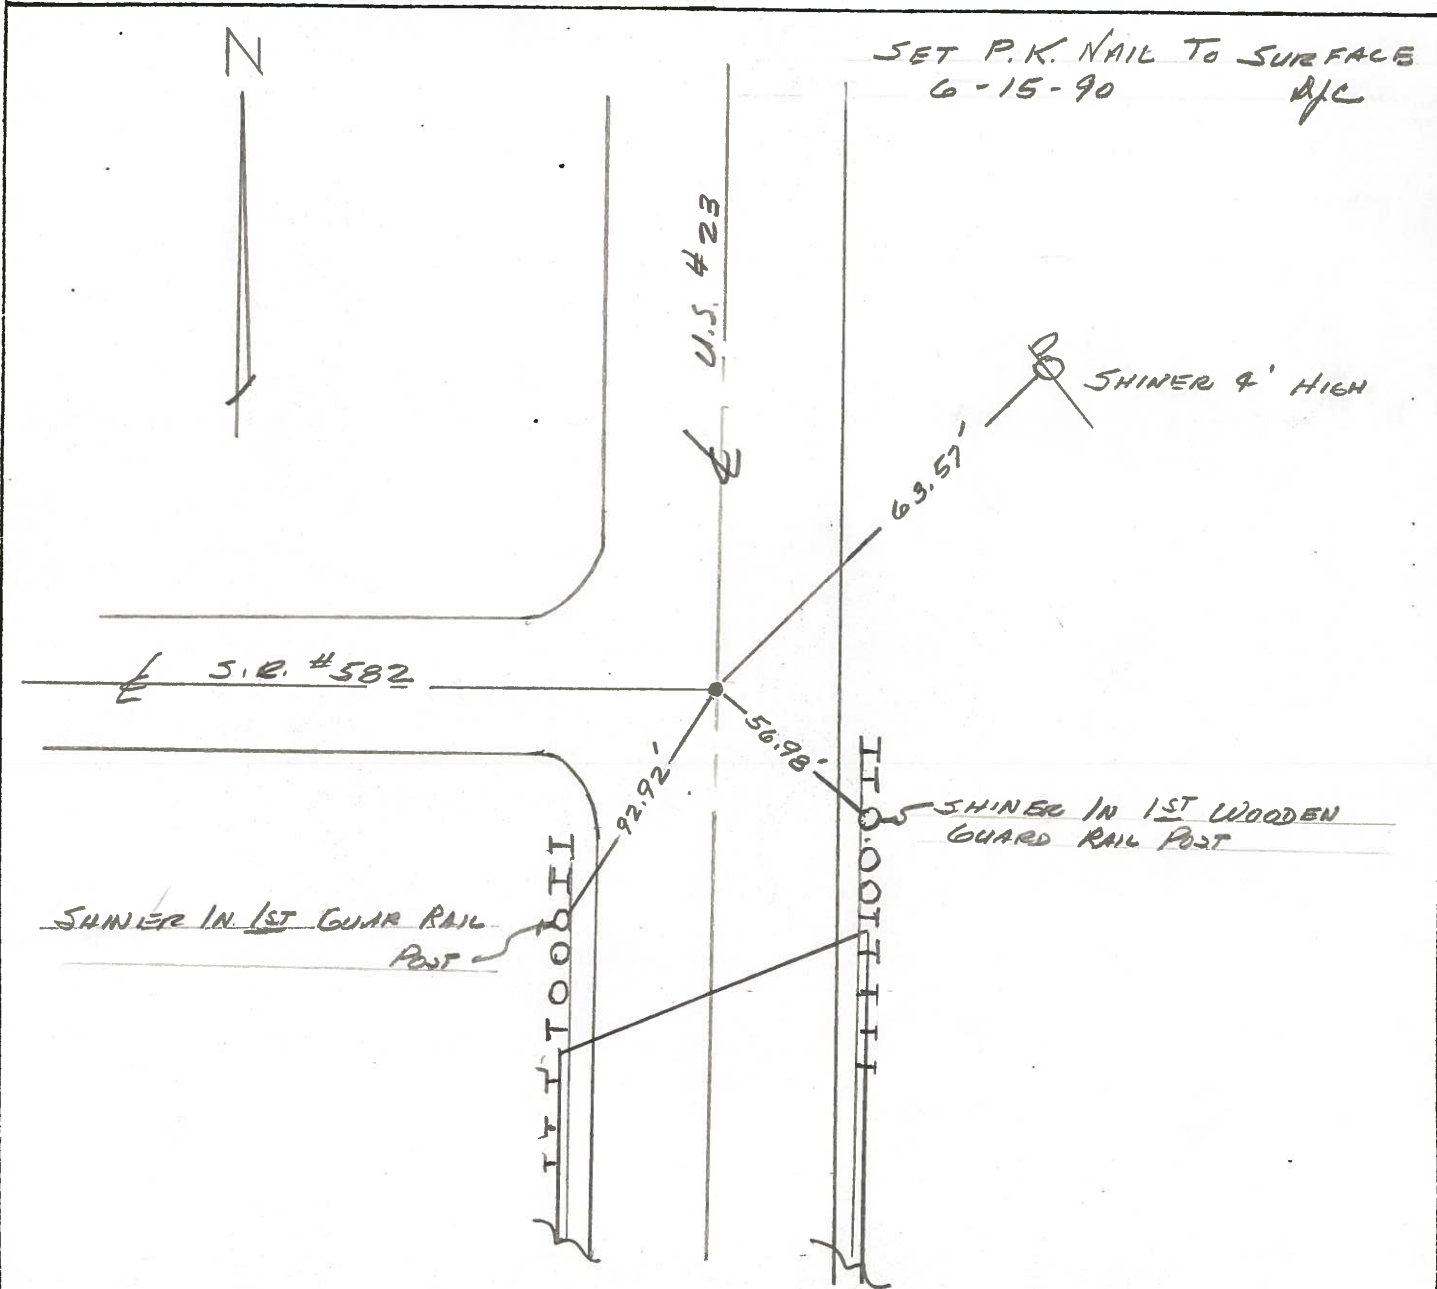 N
SET P.K. NAIL TO SURFACE
6-15-90 DJC
U.S. #23
SHINER 4' HIGH
63.57'
S.R. #582
56.98'
92.92'
SHINER IN 1ST WOODEN
GUARD RAIL POST
SHINER IN 1ST GUAR RAIL
POST